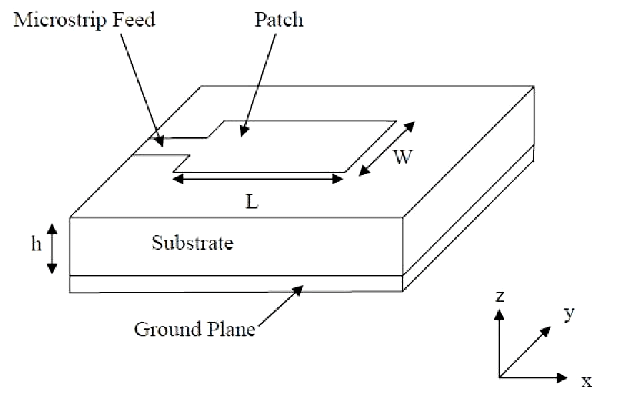 Microstrip Feed
Patch
W
L
h
Substrate
Ground Plane
z
y
x